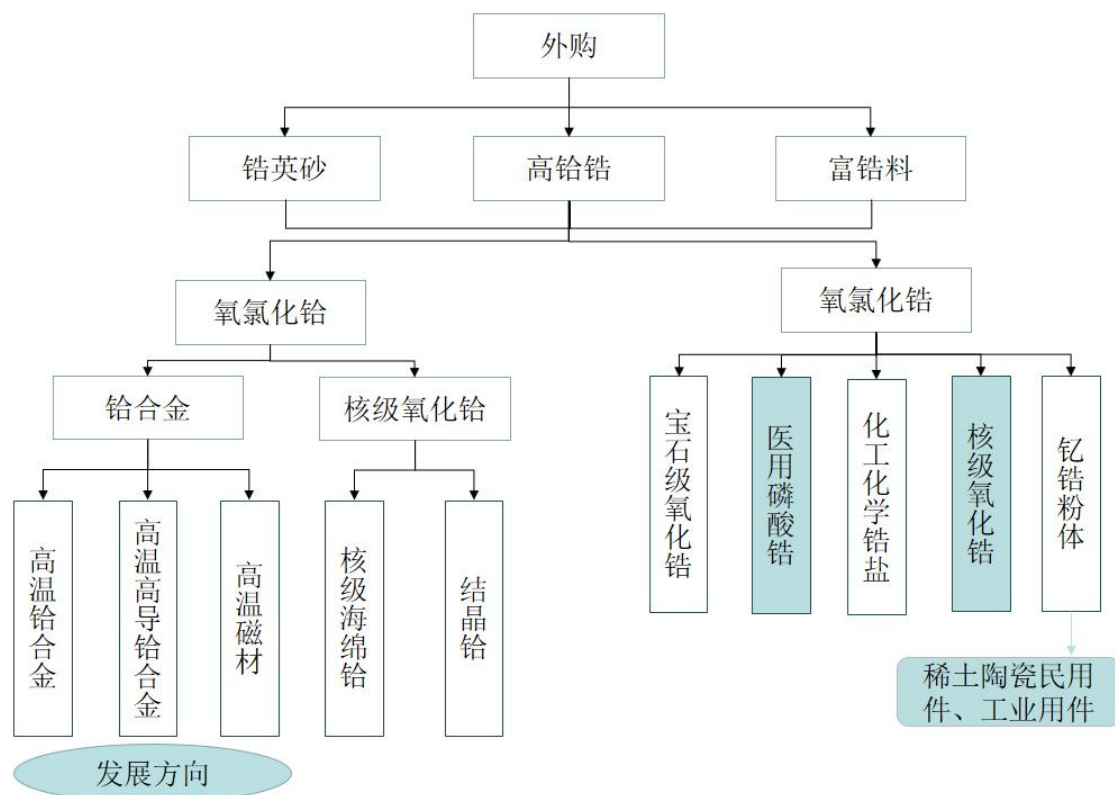 外购
锆英砂
高铪锆
富锆料
氧氯化铪
氧氯化锆
铪合金
核级氧化铪
宝石级氧化锆
医用磷酸锆
化工化学锆盐
核级氧化锆
钇锆粉体
高温铪合金
高温高导铪合金
高温磁材
核级海绵铪
结晶铪
稀土陶瓷民用
件、工业用件
发展方向